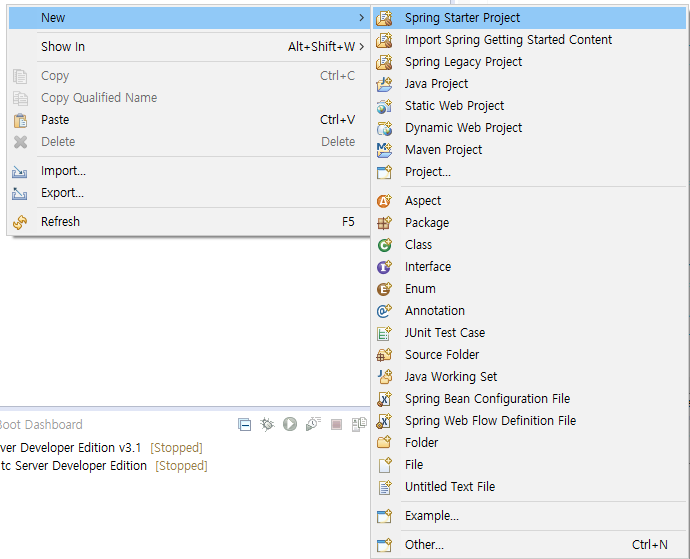 New
Show In Alt+Shift+W
Copy Ctrl+C
Copy Qualified Name
Paste Ctrl+V
Delete Delete
Import...
Export...
Refresh F5
Spring Starter Project
Import Spring Getting Started Content
Spring Legacy Project
Java Project
Static Web Project
Dynamic Web Project
Maven Project
Project...
Aspect
Package
Class
Interface
Enum
Annotation
JUnit Test Case
Source Folder
Java Working Set
Spring Bean Configuration File
Spring Web Flow Definition File
Folder
File
Untitled Text File
Example...
Other... Ctrl+N
Boot Dashboard
ver Developer Edition v3.1 [Stopped]
tc Server Developer Edition [Stopped]